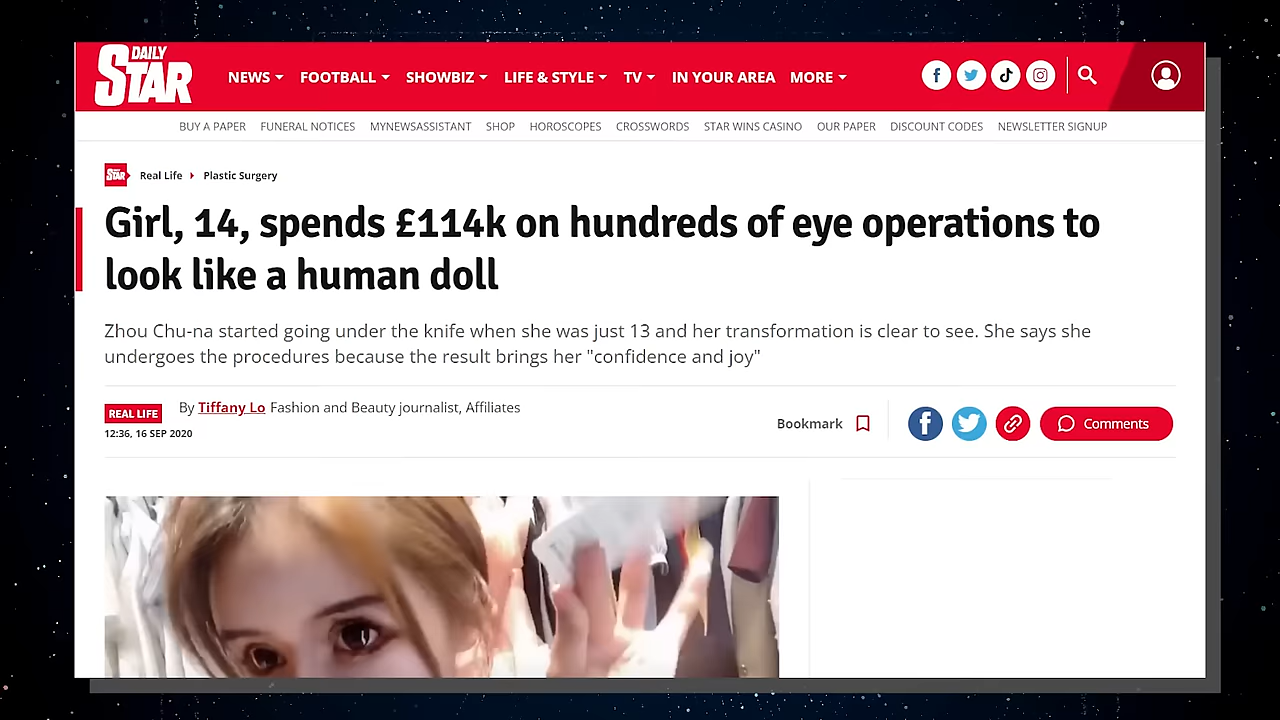 DAILY
STAR
NEWS FOOTBALL SHOWBIZ LIFE & STYLE TV IN YOUR AREA MORE
BUY A PAPER FUNERAL NOTICES MYNEWSASSISTANT SHOP HOROSCOPES CROSSWORDS STAR WINS CASINO OUR PAPER DISCOUNT CODES NEWSLETTER SIGNUP
STAR Real Life Plastic Surgery
Girl, 14, spends £114k on hundreds of eye operations to
look like a human doll
Zhou Chu-na started going under the knife when she was just 13 and her transformation is clear to see. She says she
undergoes the procedures because the result brings her "confidence and joy"
REAL LIFE By Tiffany Lo Fashion and Beauty journalist, Affiliates
12:36, 16 SEP 2020
Bookmark
Comments